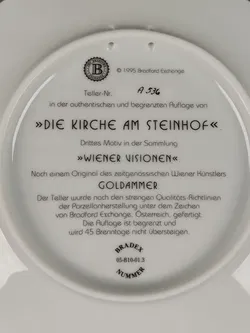 B
© 1995 Bradford Exchange
Teller-Nr. A 536
in der authentischen und begrenzten Auflage von
»DIE KIRCHE AM STEINHOF«
Drittes Motiv in der Sammlung
»WIENER VISIONEN«
Nach einem Original des zeitgenössischen Wiener Künstlers
GOLDAMMER
Der Teller wurde nach den strengen Qualitäts-Richtlinien
der Porzellanherstellung unter dem Zeichen
von Bradford Exchange, Österreich, gefertigt.
Die Auflage ist begrenzt und
wird 45 Brenntage nicht übersteigen.
BRADEX
NUMMER